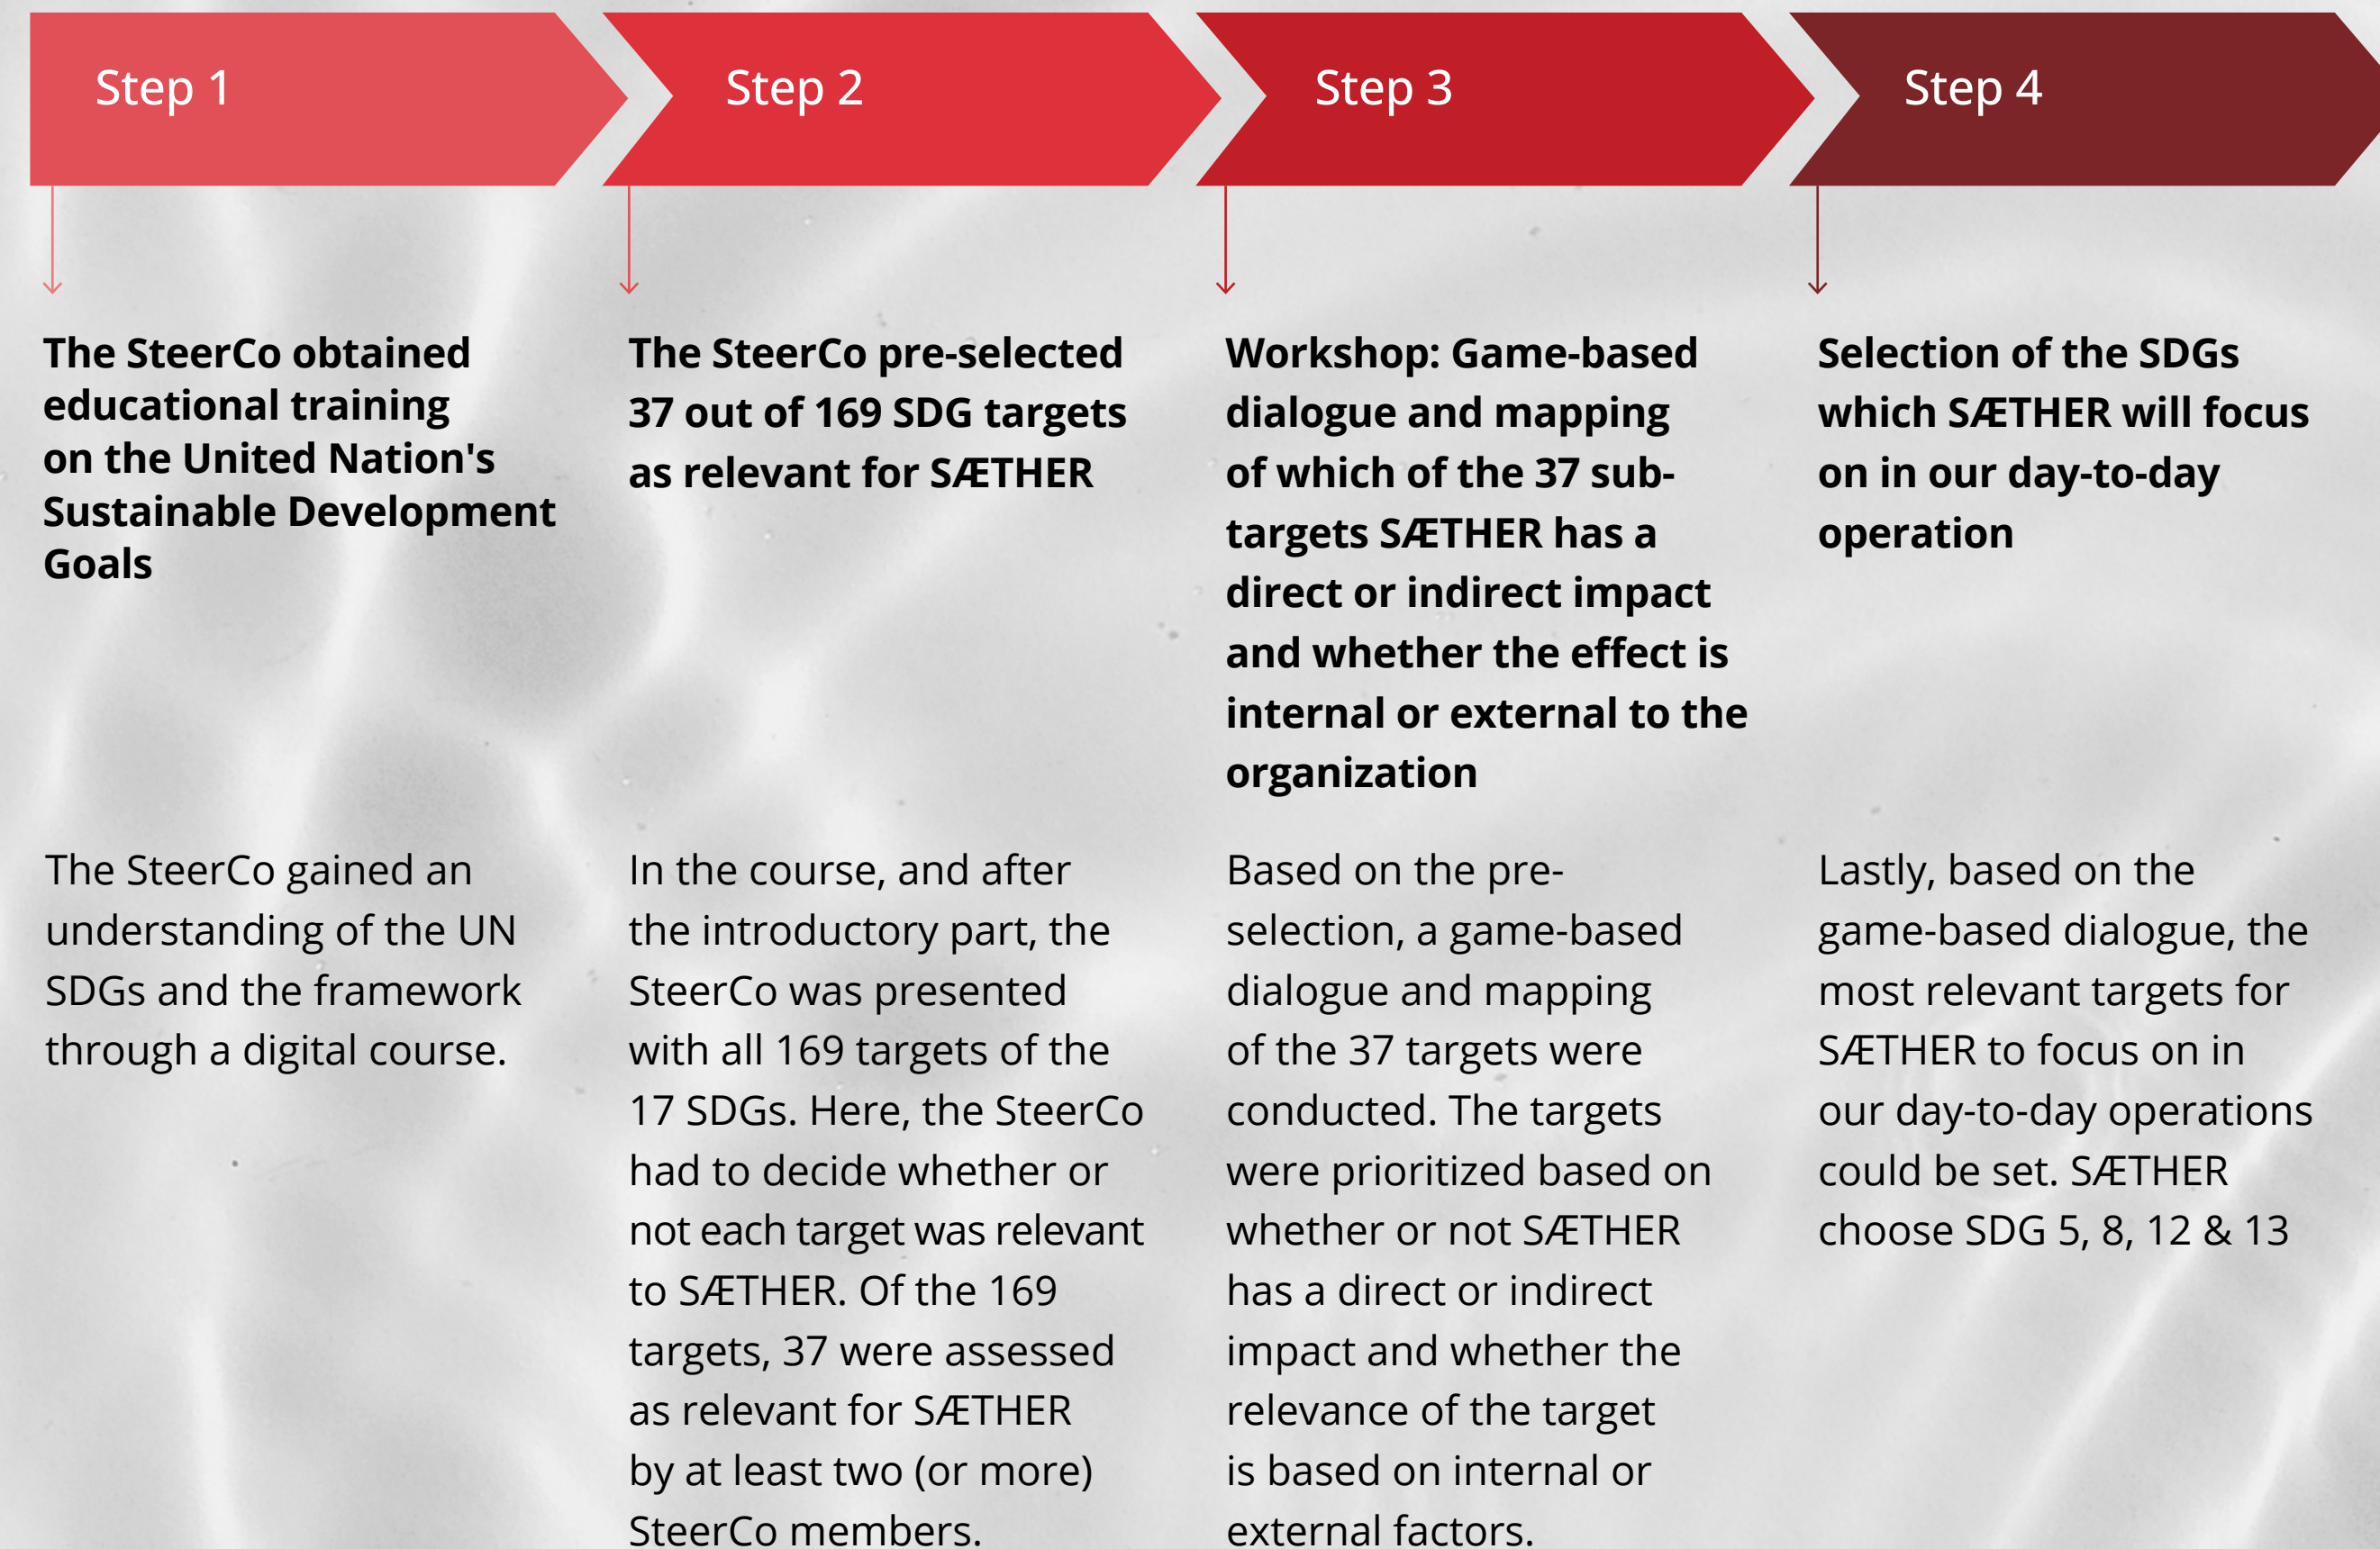 Step 1
The SteerCo obtained
educational training
on the United Nation's
Sustainable Development
Goals
The SteerCo gained an
understanding of the UN
SDGs and the framework
through a digital course.
Step 2
The SteerCo pre-selected
37 out of 169 SDG targets
as relevant for SÆTHER
In the course, and after
the introductory part, the
SteerCo was presented
with all 169 targets of the
17 SDGs. Here, the SteerCo
had to decide whether or
not each target was relevant
to SÆTHER. Of the 169
targets, 37 were assessed
as relevant for SÆTHER
by at least two (or more)
SteerCo members.
Step 3
Workshop: Game-based
dialogue and mapping
of which of the 37 sub-
targets SÆTHER has a
direct or indirect impact
and whether the effect is
internal or external to the
organization
Based on the pre-
selection, a game-based
dialogue and mapping
of the 37 targets were
conducted. The targets
were prioritized based on
whether or not SÆTHER
has a direct or indirect
impact and whether the
relevance of the target
is based on internal or
external factors.
Step 4
Selection of the SDGs
which SÆTHER will focus
on in our day-to-day
operation
Lastly, based on the
game-based dialogue, the
most relevant targets for
SÆTHER to focus on in
our day-to-day operations
could be set. SÆTHER
choose SDG 5, 8, 12 & 13